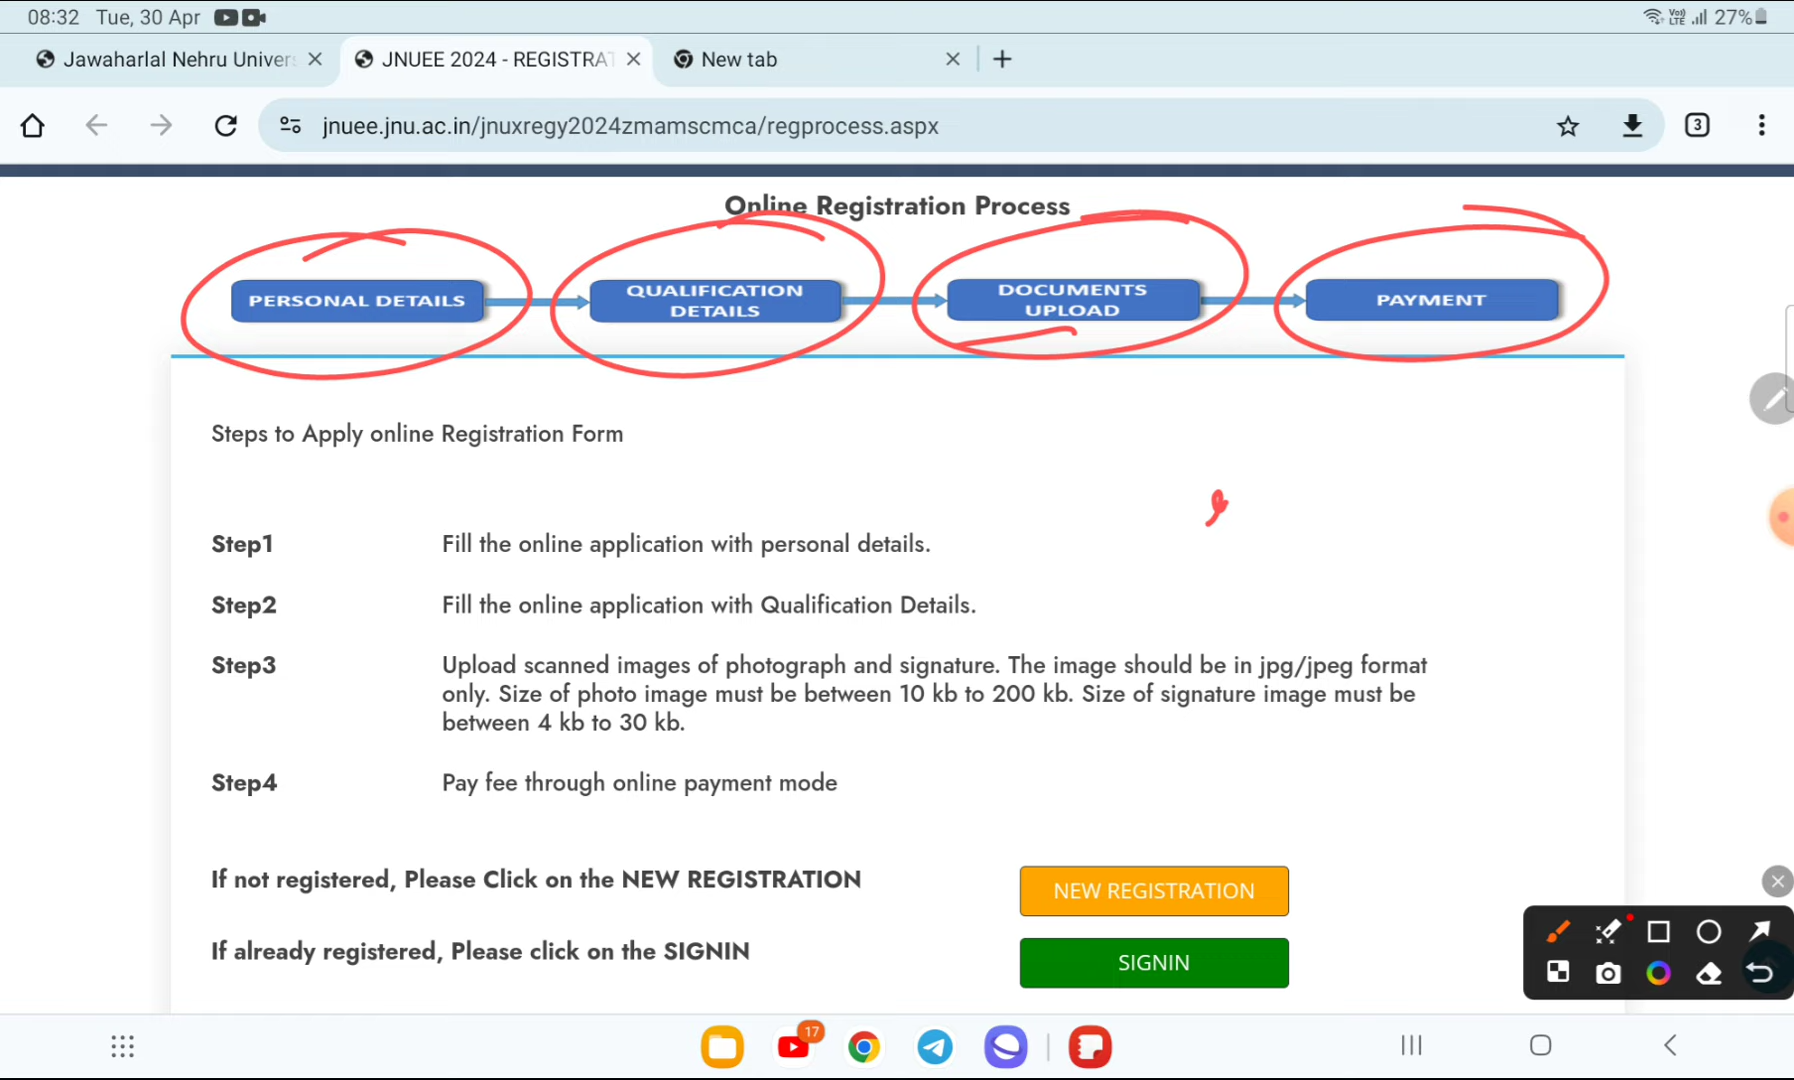 08:32 Tue, 30 Apr
Vo)) LTE 27%
Jawaharlal Nehru Univers
JNUEE 2024 - REGISTRAT
New tab
jnuee.jnu.ac.in/jnuxregy2024zmamscmca/regprocess.aspx
3
Online Registration Process
PERSONAL DETAILS
QUALIFICATION
DETAILS
DOCUMENTS
UPLOAD
PAYMENT
Steps to Apply online Registration Form
Step1 Fill the online application with personal details.
Step2 Fill the online application with Qualification Details.
Step3 Upload scanned images of photograph and signature. The image should be in jpg/jpeg format
only. Size of photo image must be between 10 kb to 200 kb. Size of signature image must be
between 4 kb to 30 kb.
Step4 Pay fee through online payment mode
If not registered, Please Click on the NEW REGISTRATION
NEW REGISTRATION
If already registered, Please click on the SIGNIN
SIGNIN
17